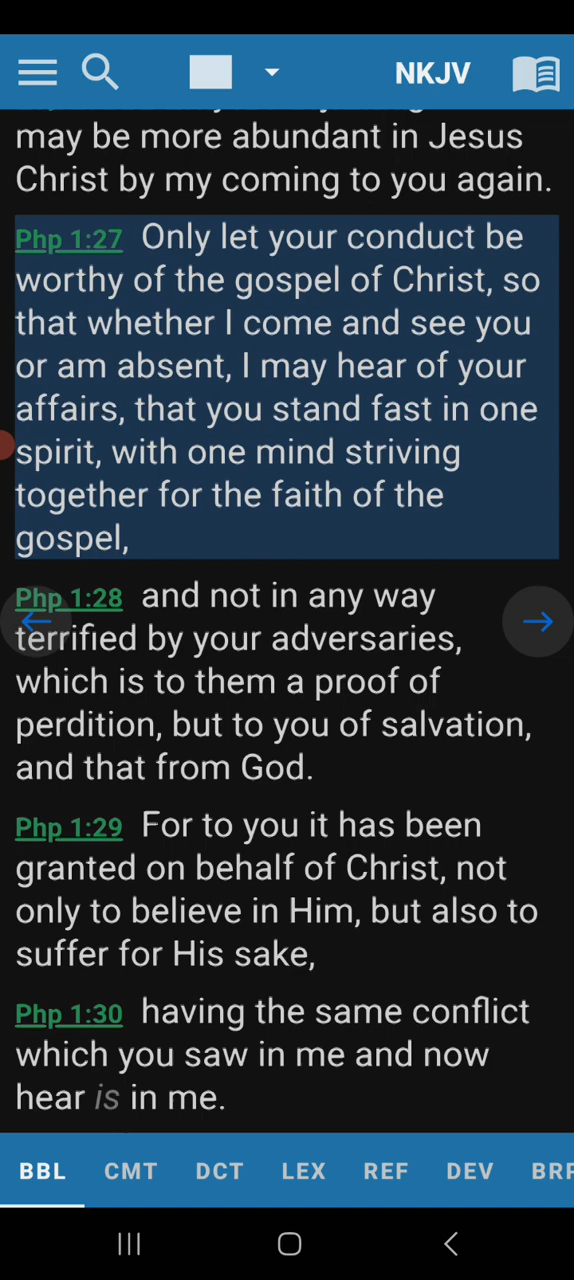 NKJV
may be more abundant in Jesus
Christ by my coming to you again.
Php 1:27 Only let your conduct be
worthy of the gospel of Christ, so
that whether I come and see you
or am absent, I may hear of your
affairs, that you stand fast in one
spirit, with one mind striving
together for the faith of the
gospel,
Php 1:28 and not in any way
terrified by your adversaries,
which is to them a proof of
perdition, but to you of salvation,
and that from God.
Php 1:29 For to you it has been
granted on behalf of Christ, not
only to believe in Him, but also to
suffer for His sake,
Php 1:30 having the same conflict
which you saw in me and now
hear is in me.
BBL CMT DCT LEX REF DEV